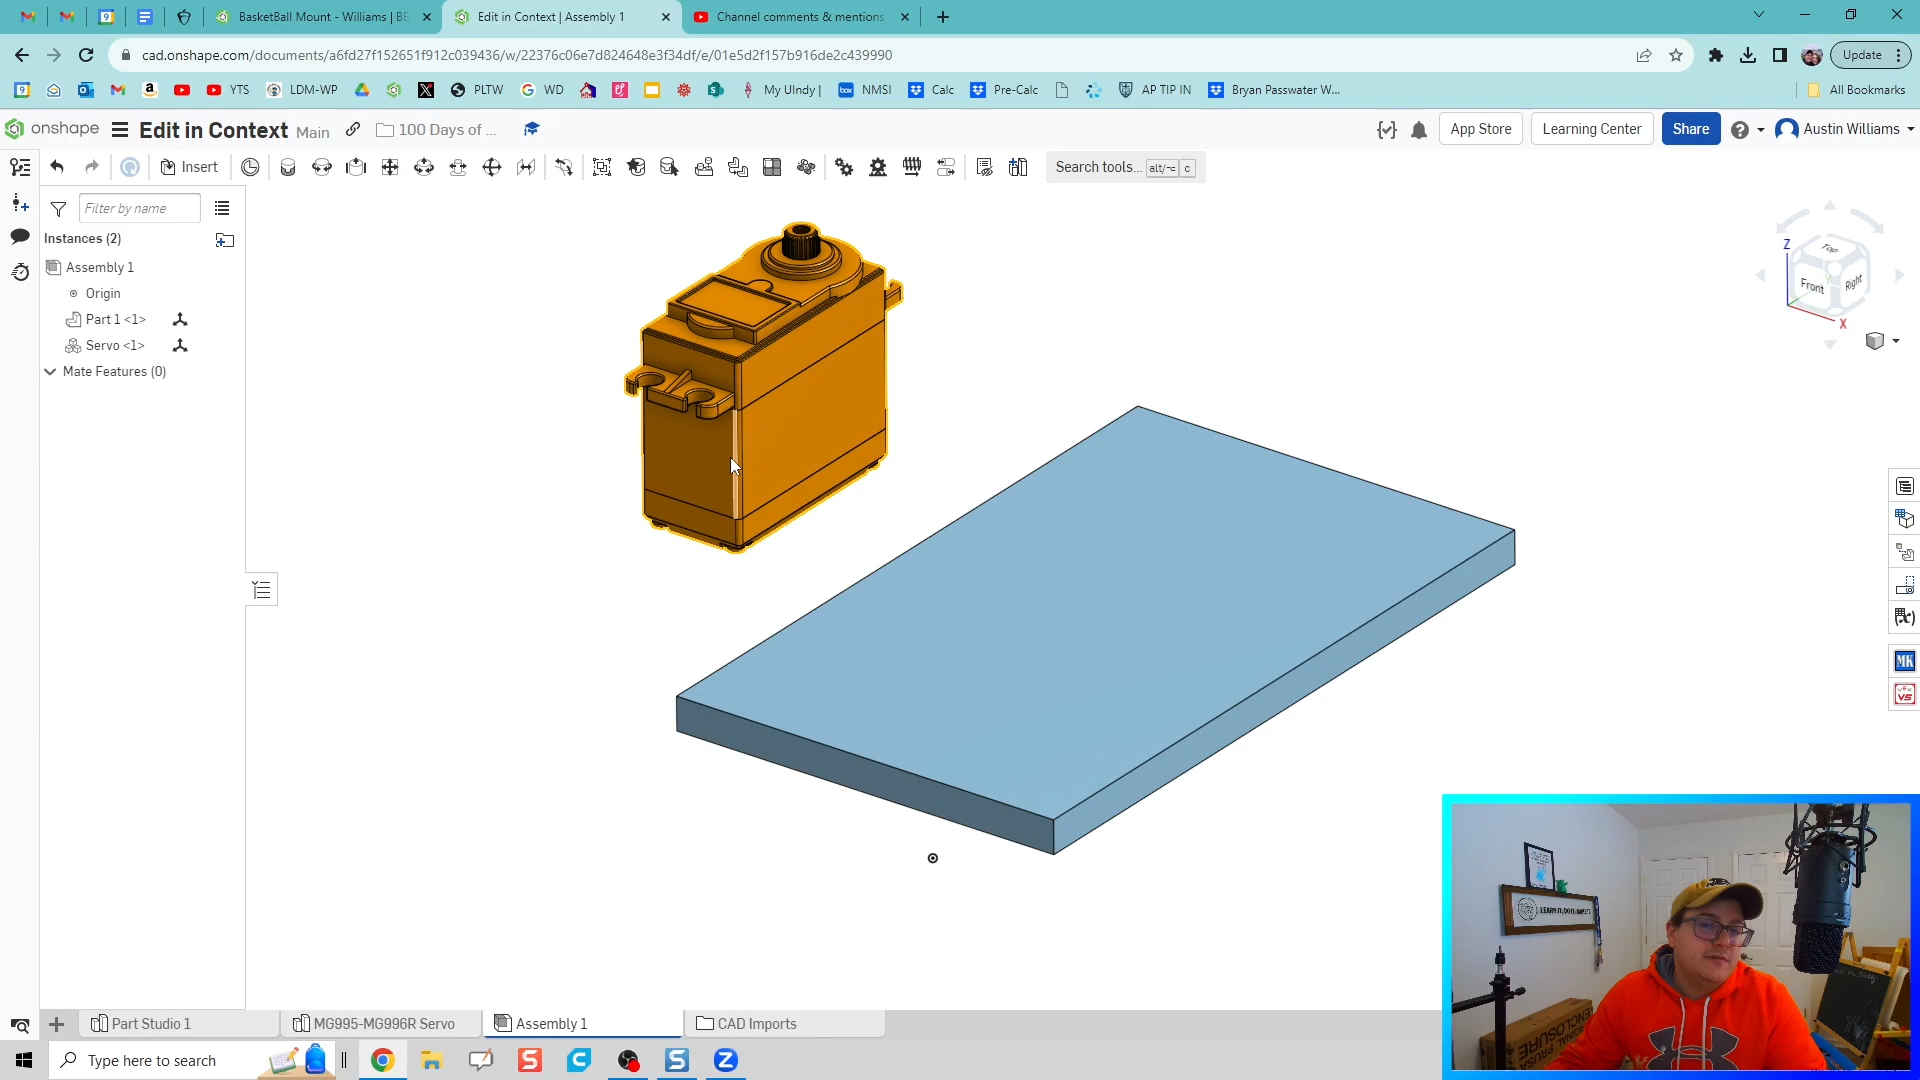 BasketBall Mount - Williams | BE
Edit in Context | Assembly 1
Channel comments & mentions
cad.onshape.com/documents/a6fd27f152651f912c039436/w/22376c06e7d824648e3f34df/e/01e5d2f157b916de2c439990
Update
YTS
LDM-WP
PLTW
WD
My UIndy |
NMSI
Calc
Pre-Calc
AP TIP IN
Bryan Passwater W...
All Bookmarks
onshape
Edit in Context
Main
100 Days of ...
App Store
Learning Center
Share
Austin Williams
Insert
Search tools...
alt/⌥
c
Filter by name
Instances (2)
Assembly 1
Origin
Part 1 <1>
Servo <1>
Mate Features (0)
Z
Top
Front
Right
X
MK
VEX
V5
Part Studio 1
MG995-MG996R Servo
Assembly 1
CAD Imports
Type here to search